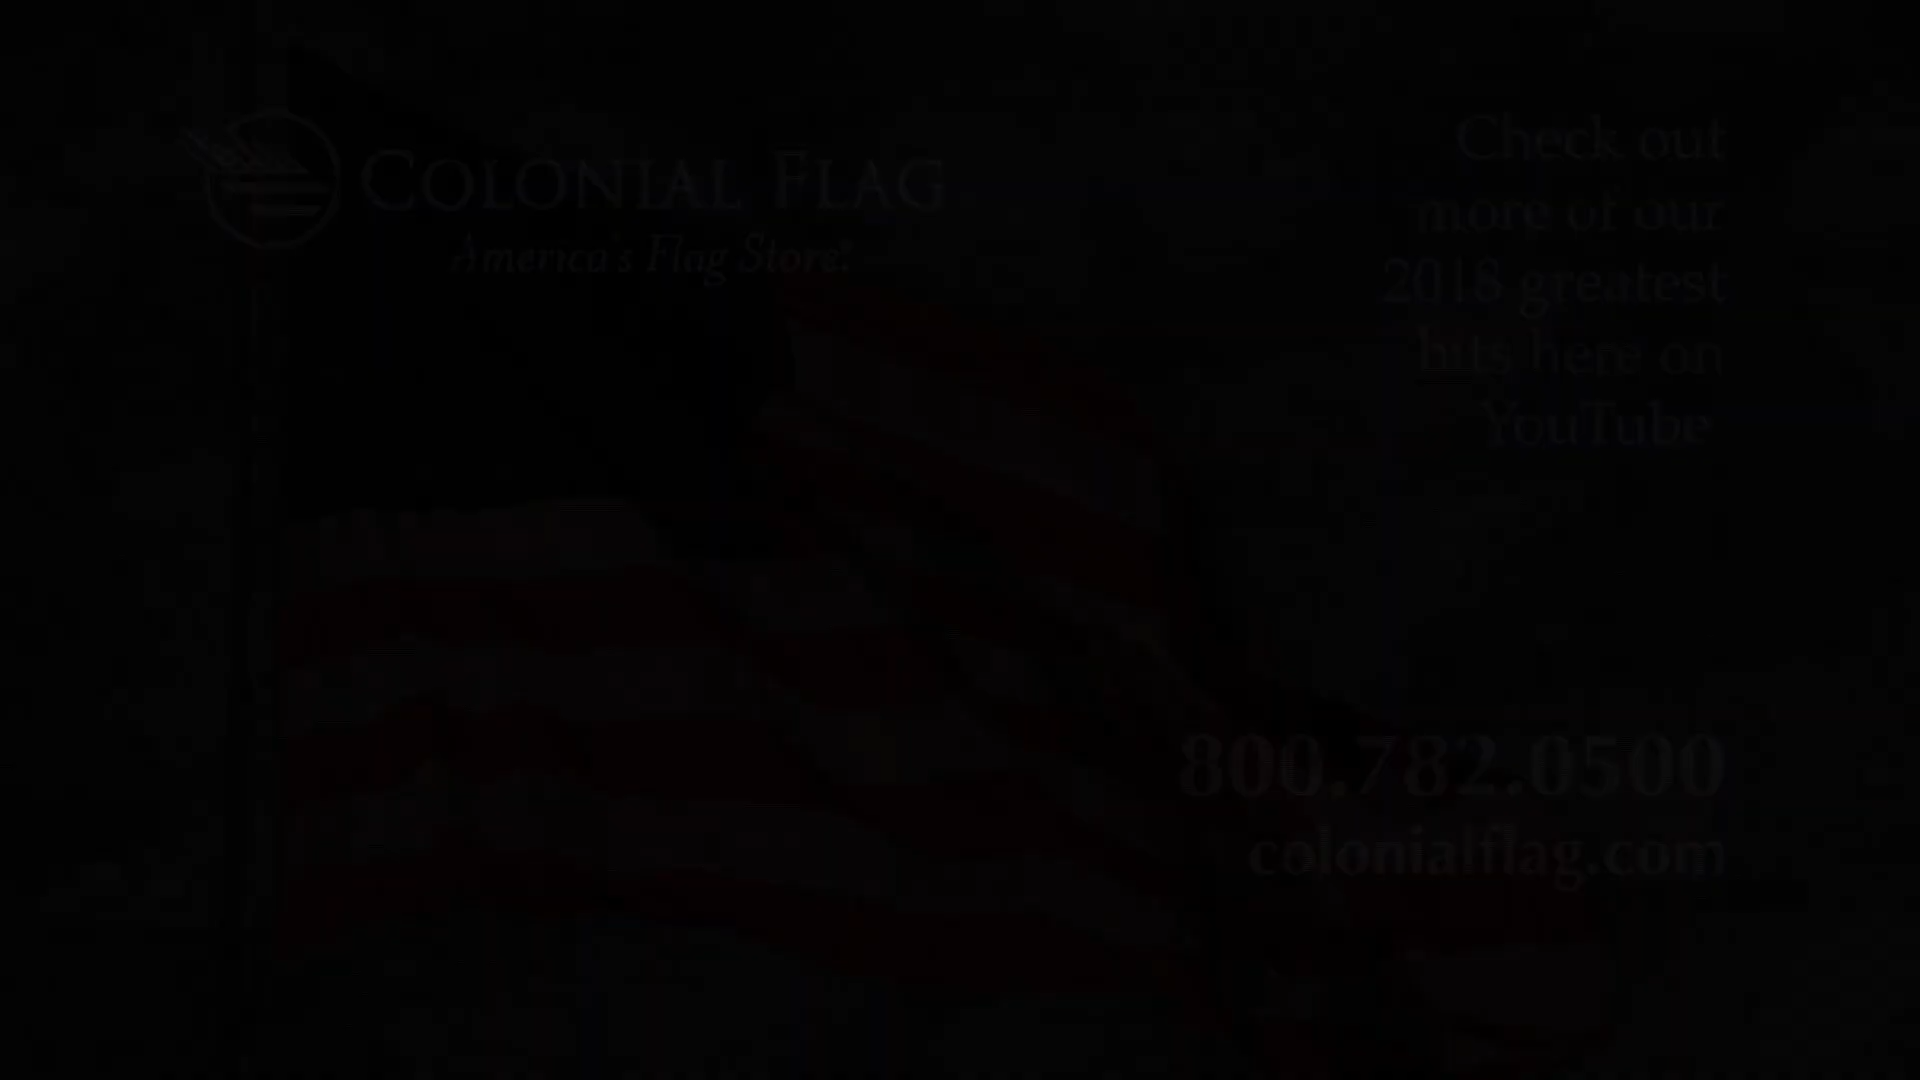 COLONIAL FLAG
America's Flag Store!
Check out
more of our
2018 greatest
hits here on
YouTube
800.782.0500
colonialflag.com